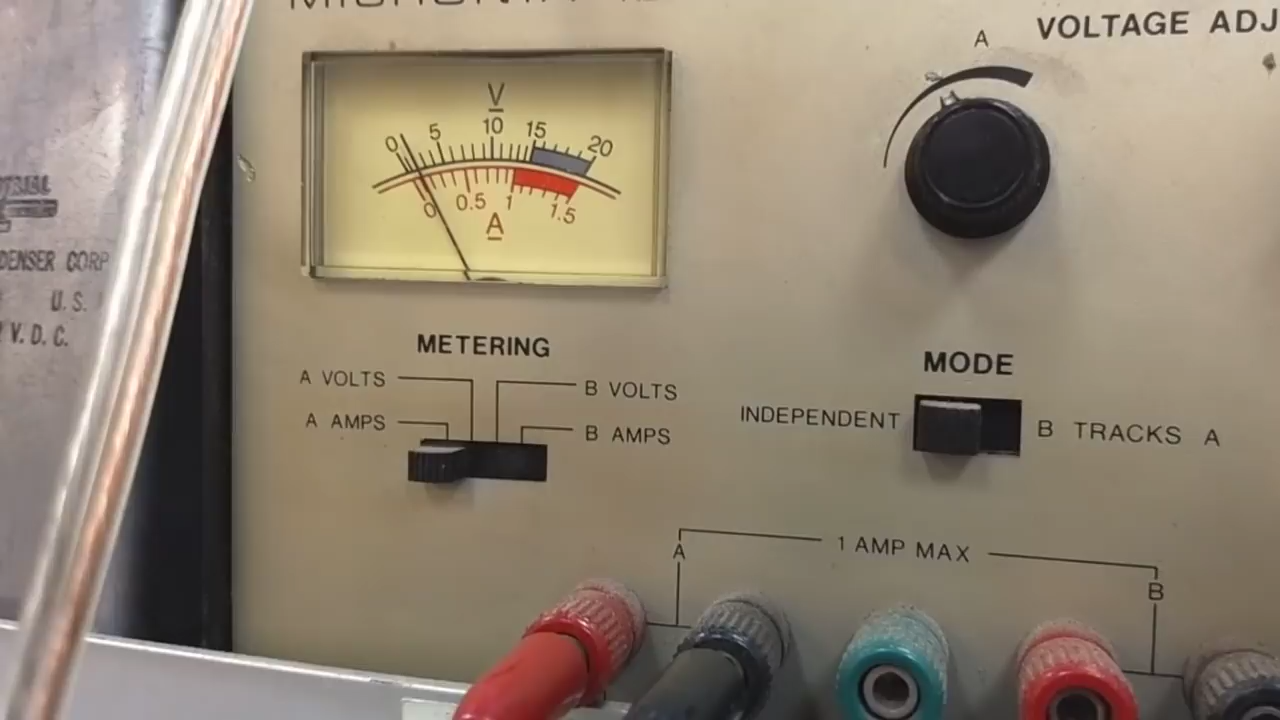 VOLTAGE ADJ
A
V
0 5 10 15 20
0 0.5 1 1.5
A
METERING
A VOLTS
B VOLTS
A AMPS
B AMPS
MODE
INDEPENDENT
B TRACKS A
1 AMP MAX
A
B
DENSER CORP
U.S.
V.D.C.